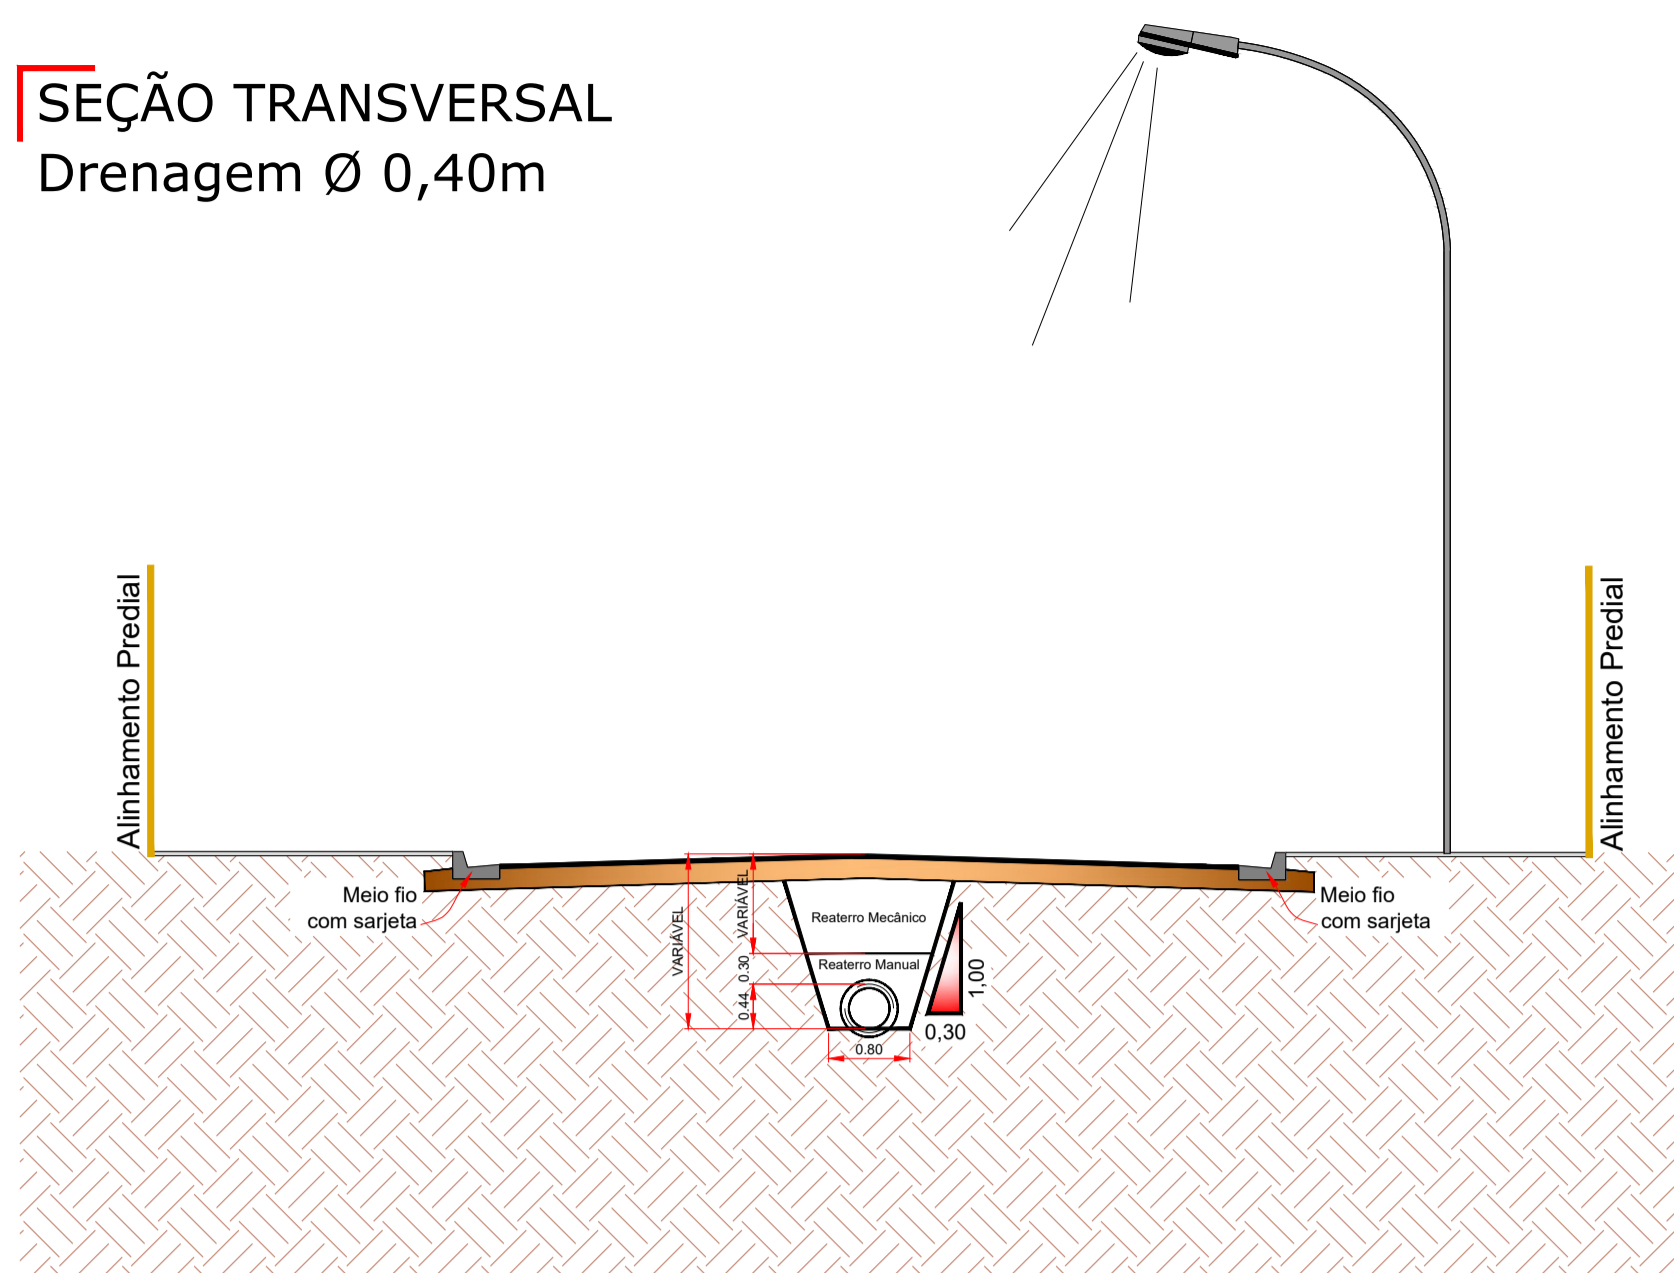 SEÇÃO TRANSVERSAL
Drenagem Ø 0,40m
Alinhamento Predial
Alinhamento Predial
Meio fio
com sarjeta
Meio fio
com sarjeta
VARIÁVEL
VARIÁVEL
0.30
0.44
Reaterro Mecânico
Reaterro Manual
1,00
0,30
0.80